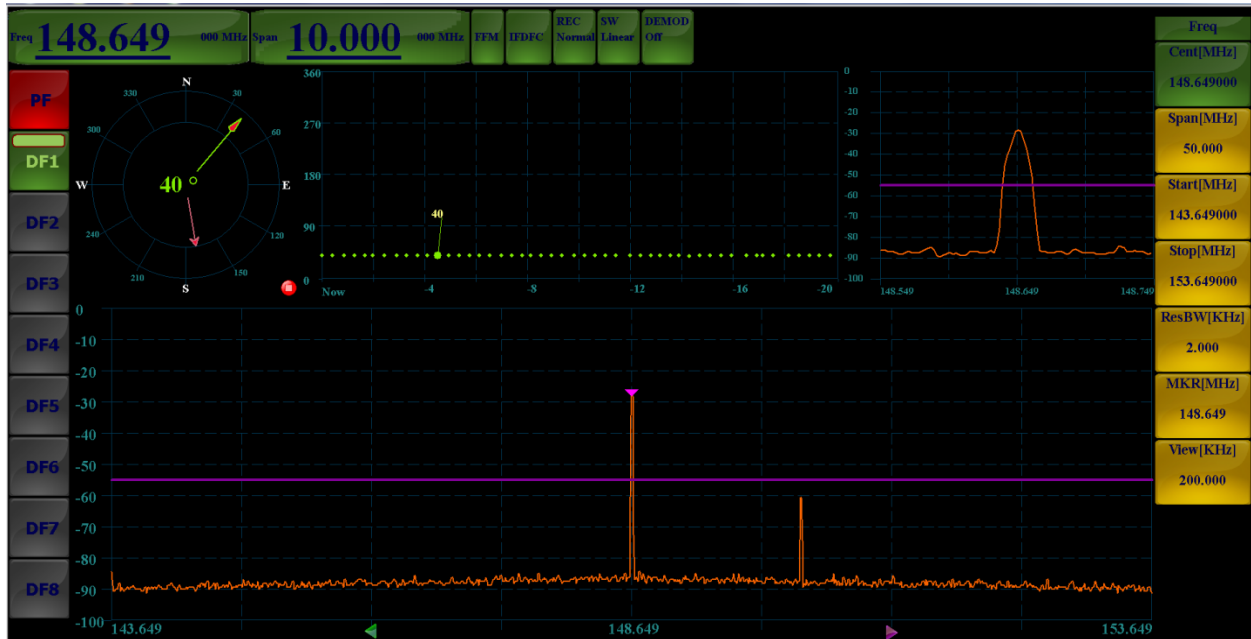 Freq 148.649 000 MHz Span 10.000 000 MHz FFM IFDFC REC Normal SW Linear DEMOD Off
Freq
Cent[MHz]
148.649000
Span[MHz]
50.000
Start[MHz]
143.649000
Stop[MHz]
153.649000
ResBW[KHz]
2.000
MKR[MHz]
148.649
View[KHz]
200.000
PF
DF1
DF2
DF3
DF4
DF5
DF6
DF7
DF8
N
30
60
E
120
150
S
210
240
W
300
330
40
360
270
180
90
0
40
Now -4 -8 -12 -16 -20
0
-10
-20
-30
-40
-50
-60
-70
-80
-90
-100
148.549 148.649 148.749
0
-10
-20
-30
-40
-50
-60
-70
-80
-90
-100
143.649 148.649 153.649